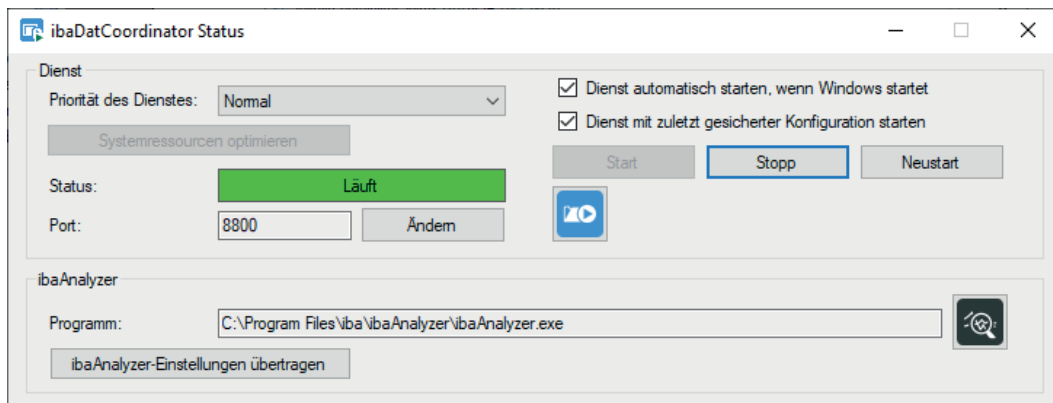 ibaDatCoordinator Status
Dienst
Priorität des Dienstes: Normal
Dienst automatisch starten, wenn Windows startet
Dienst mit zuletzt gesicherter Konfiguration starten
Systemressourcen optimieren
Start Stopp Neustart
Status: Läuft
Port: 8800 Ändern
ibaAnalyzer
Programm: C:\Program Files\iba\ibaAnalyzer\ibaAnalyzer.exe
ibaAnalyzer-Einstellungen übertragen